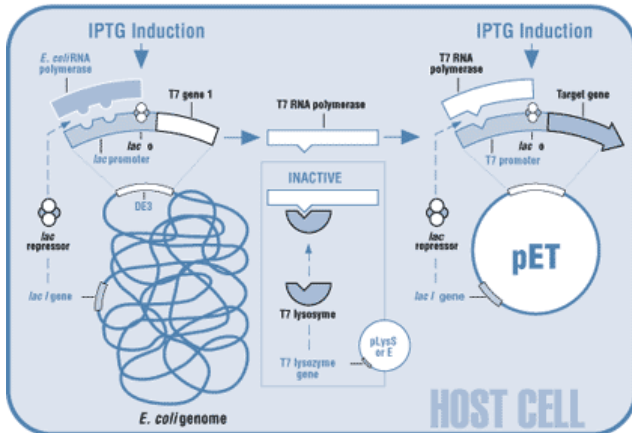 IPTG Induction
E. coli RNA
polymerase
T7 gene 1
lac o
lac promoter
DE3
lac
repressor
lac I gene
E. coli genome
T7 RNA polymerase
INACTIVE
T7 lysosyme
T7 lysozyme
gene
pLysS
or E
IPTG Induction
T7 RNA
polymerase
Target gene
lac o
T7 promoter
lac
repressor
pET
lac I gene
HOST CELL